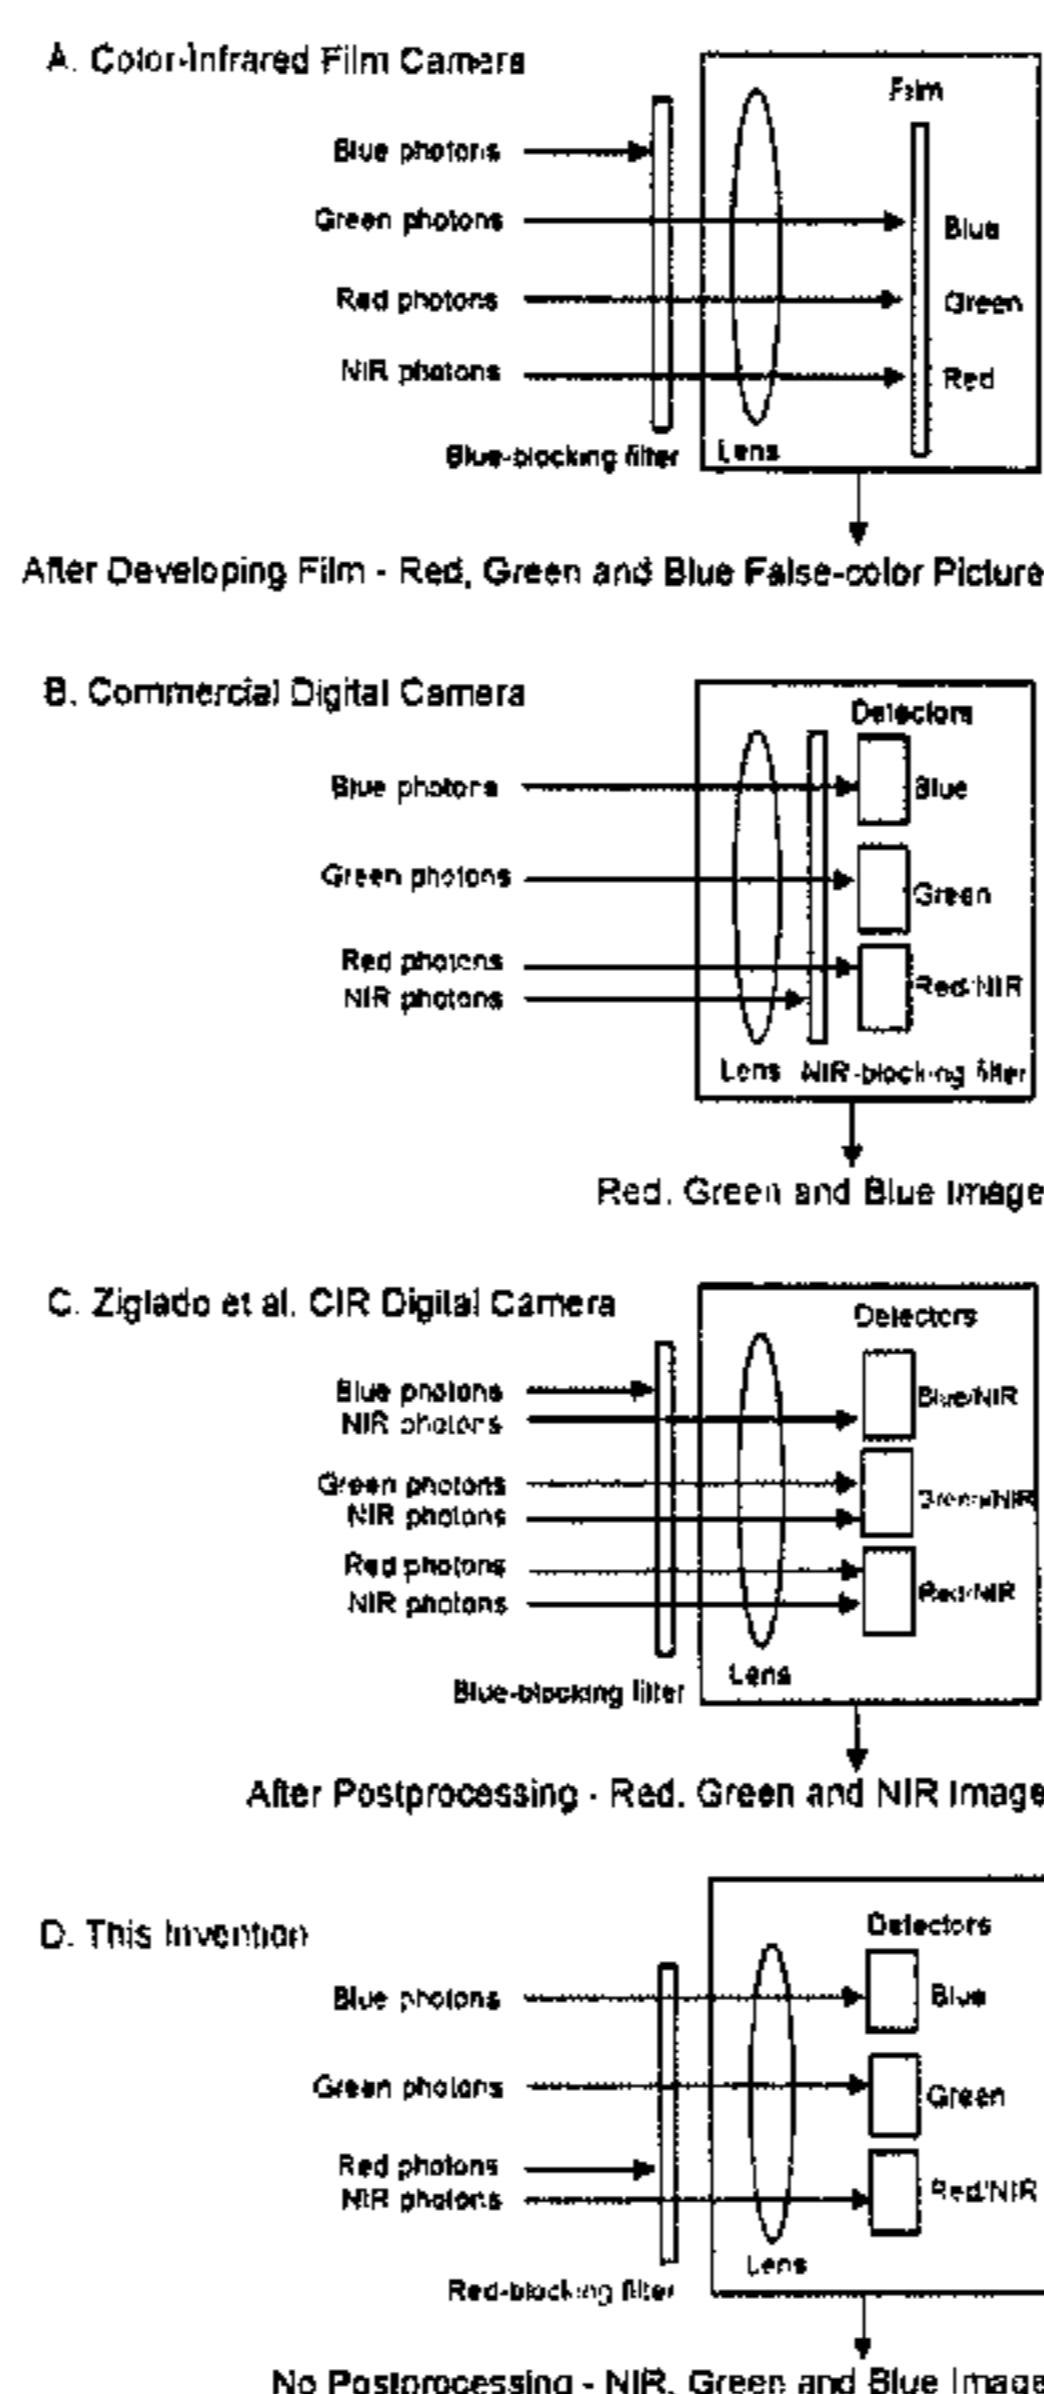 A. Color-Infrared Film Camera
Film
Blue photons
Green photons
Blue
Red photons
Green
NIR photons
Red
Blue-blocking filter
Lens
After Developing Film - Red, Green and Blue False-color Picture
B. Commercial Digital Camera
Detectors
Blue photons
Blue
Green photons
Green
Red photons
NIR photons
Red/NIR
Lens
NIR-blocking filter
Red, Green and Blue Image
C. Ziglado et al. CIR Digital Camera
Detectors
Blue photons
Blue/NIR
NIR photons
Green photons
Green/NIR
NIR photons
Red photons
Red/NIR
NIR photons
Lens
Blue-blocking filter
After Postprocessing - Red, Green and NIR Image
D. This Invention
Detectors
Blue photons
Blue
Green photons
Green
Red photons
NIR photons
Red/NIR
Lens
Red-blocking filter
No Postprocessing - NIR, Green and Blue Image